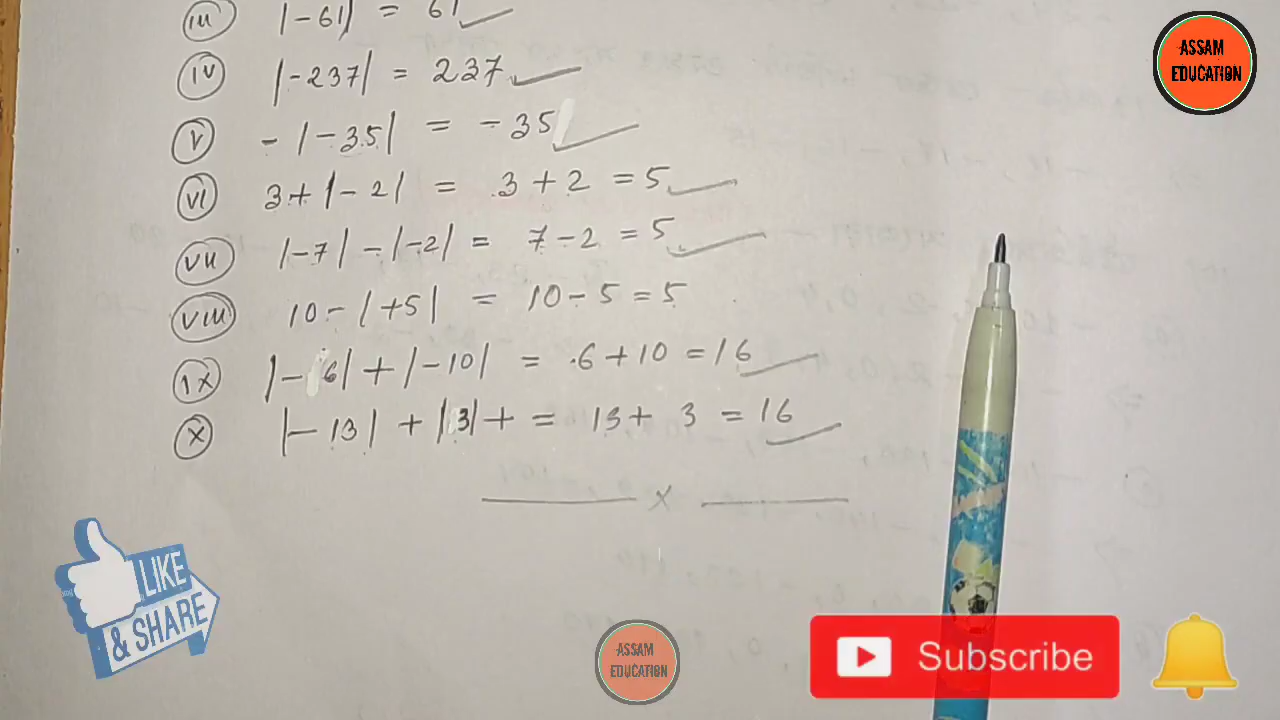 (iii) |-61| = 61
ASSAM
EDUCATION
(iv) |-237| = 237
(v) -|-35| = -35
(vi) 3+|-2| = 3+2 = 5
(vii) |-7|-|-2| = 7-2 = 5
(viii) 10-|+5| = 10-5 = 5
(ix) |-6|+|-10| = 6+10 = 16
(x) |-13|+|3|+ = 13+ 3 = 16
x
LIKE
& SHARE
ASSAM
EDUCATION
Subscribe